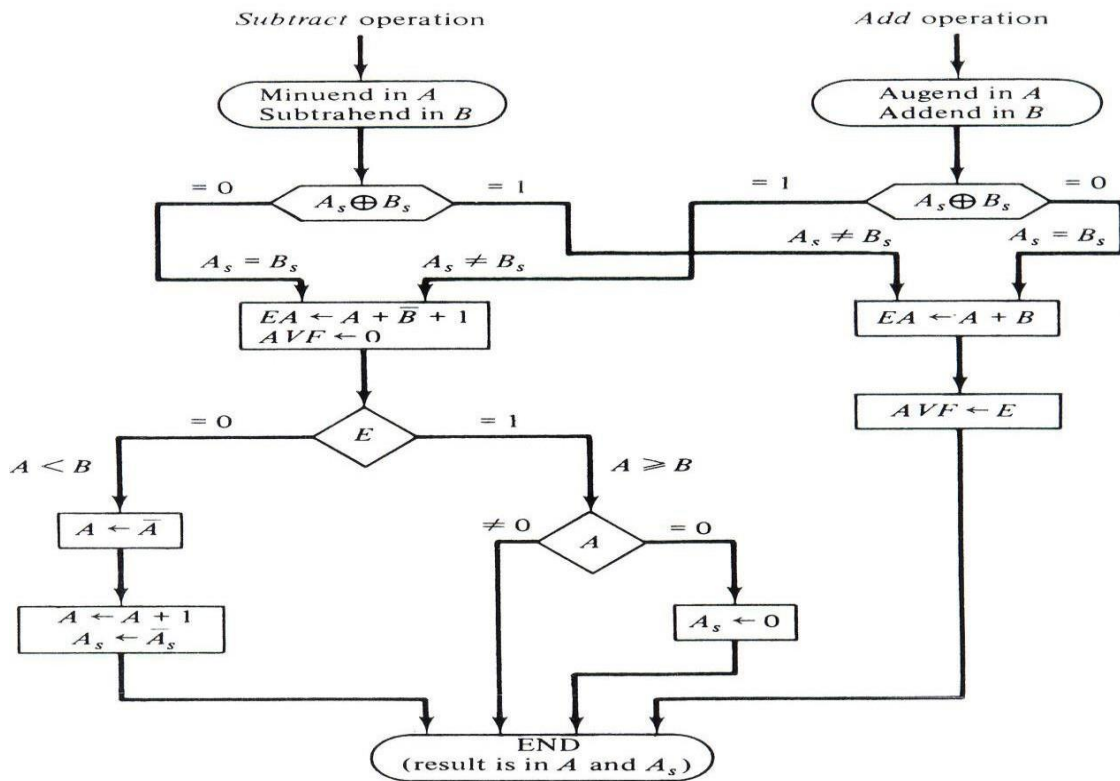 Subtract operation
Add operation
Minuend in A
Subtrahend in B
Augend in A
Addend in B
= 0
A_s ⊕ B_s
= 1
= 1
A_s ⊕ B_s
= 0
A_s = B_s
A_s ≠ B_s
A_s ≠ B_s
A_s = B_s
EA ← A + B̅ + 1
AVF ← 0
EA ← A + B
AVF ← E
= 0
E
= 1
A < B
A ⩾ B
A ← A̅
≠ 0
A
= 0
A ← A + 1
A_s ← A̅_s
A_s ← 0
END
(result is in A and A_s)